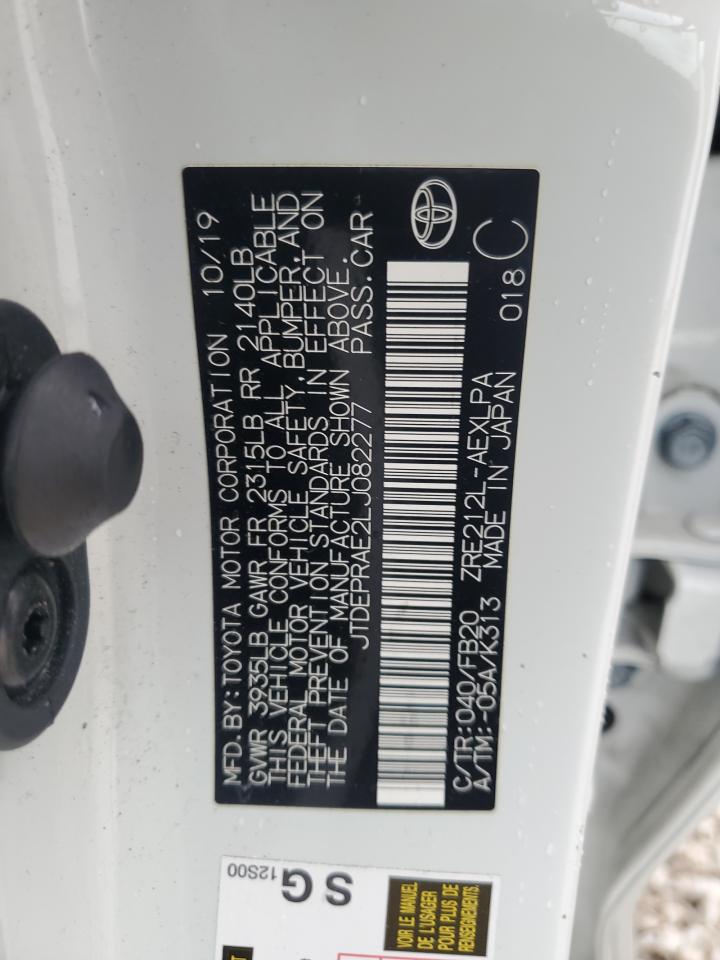 MFD. BY: TOYOTA MOTOR CORPORATION 10/19
GVWR 3935LB GAWR FR 2315LB RR 2140LB
THIS VEHICLE CONFORMS TO ALL APPLICABLE
FEDERAL MOTOR VEHICLE SAFETY, BUMPER, AND
THEFT PREVENTION STANDARDS IN EFFECT ON
THE DATE OF MANUFACTURE SHOWN ABOVE.
JTDEPRAE2LJ082277 PASS. CAR
C/TR:040/FB20 ZRE212L-AEXLPA 018 C
A/TM:-05A/K313 MADE IN JAPAN
SG
12S00
VOIR LE MANUEL
DE L'USAGER
POUR PLUS DE
RENSEIGNEMENTS.